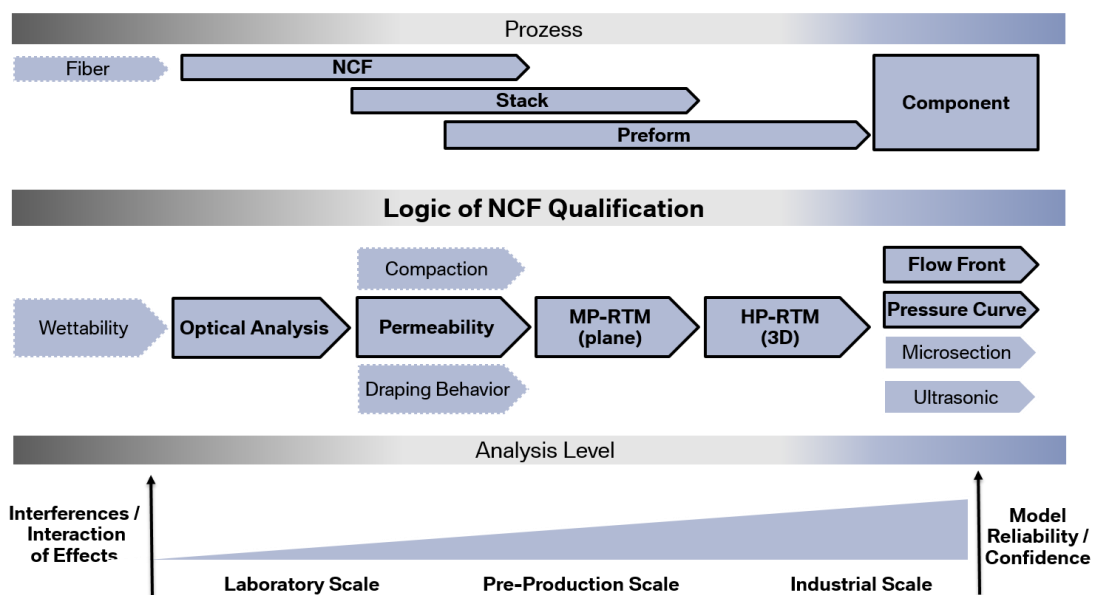 Prozess
Fiber
NCF
Stack
Preform
Component
Logic of NCF Qualification
Wettability
Optical Analysis
Compaction
Permeability
Draping Behavior
MP-RTM
(plane)
HP-RTM
(3D)
Flow Front
Pressure Curve
Microsection
Ultrasonic
Analysis Level
Interferences /
Interaction
of Effects
Model
Reliability /
Confidence
Laboratory Scale
Pre-Production Scale
Industrial Scale